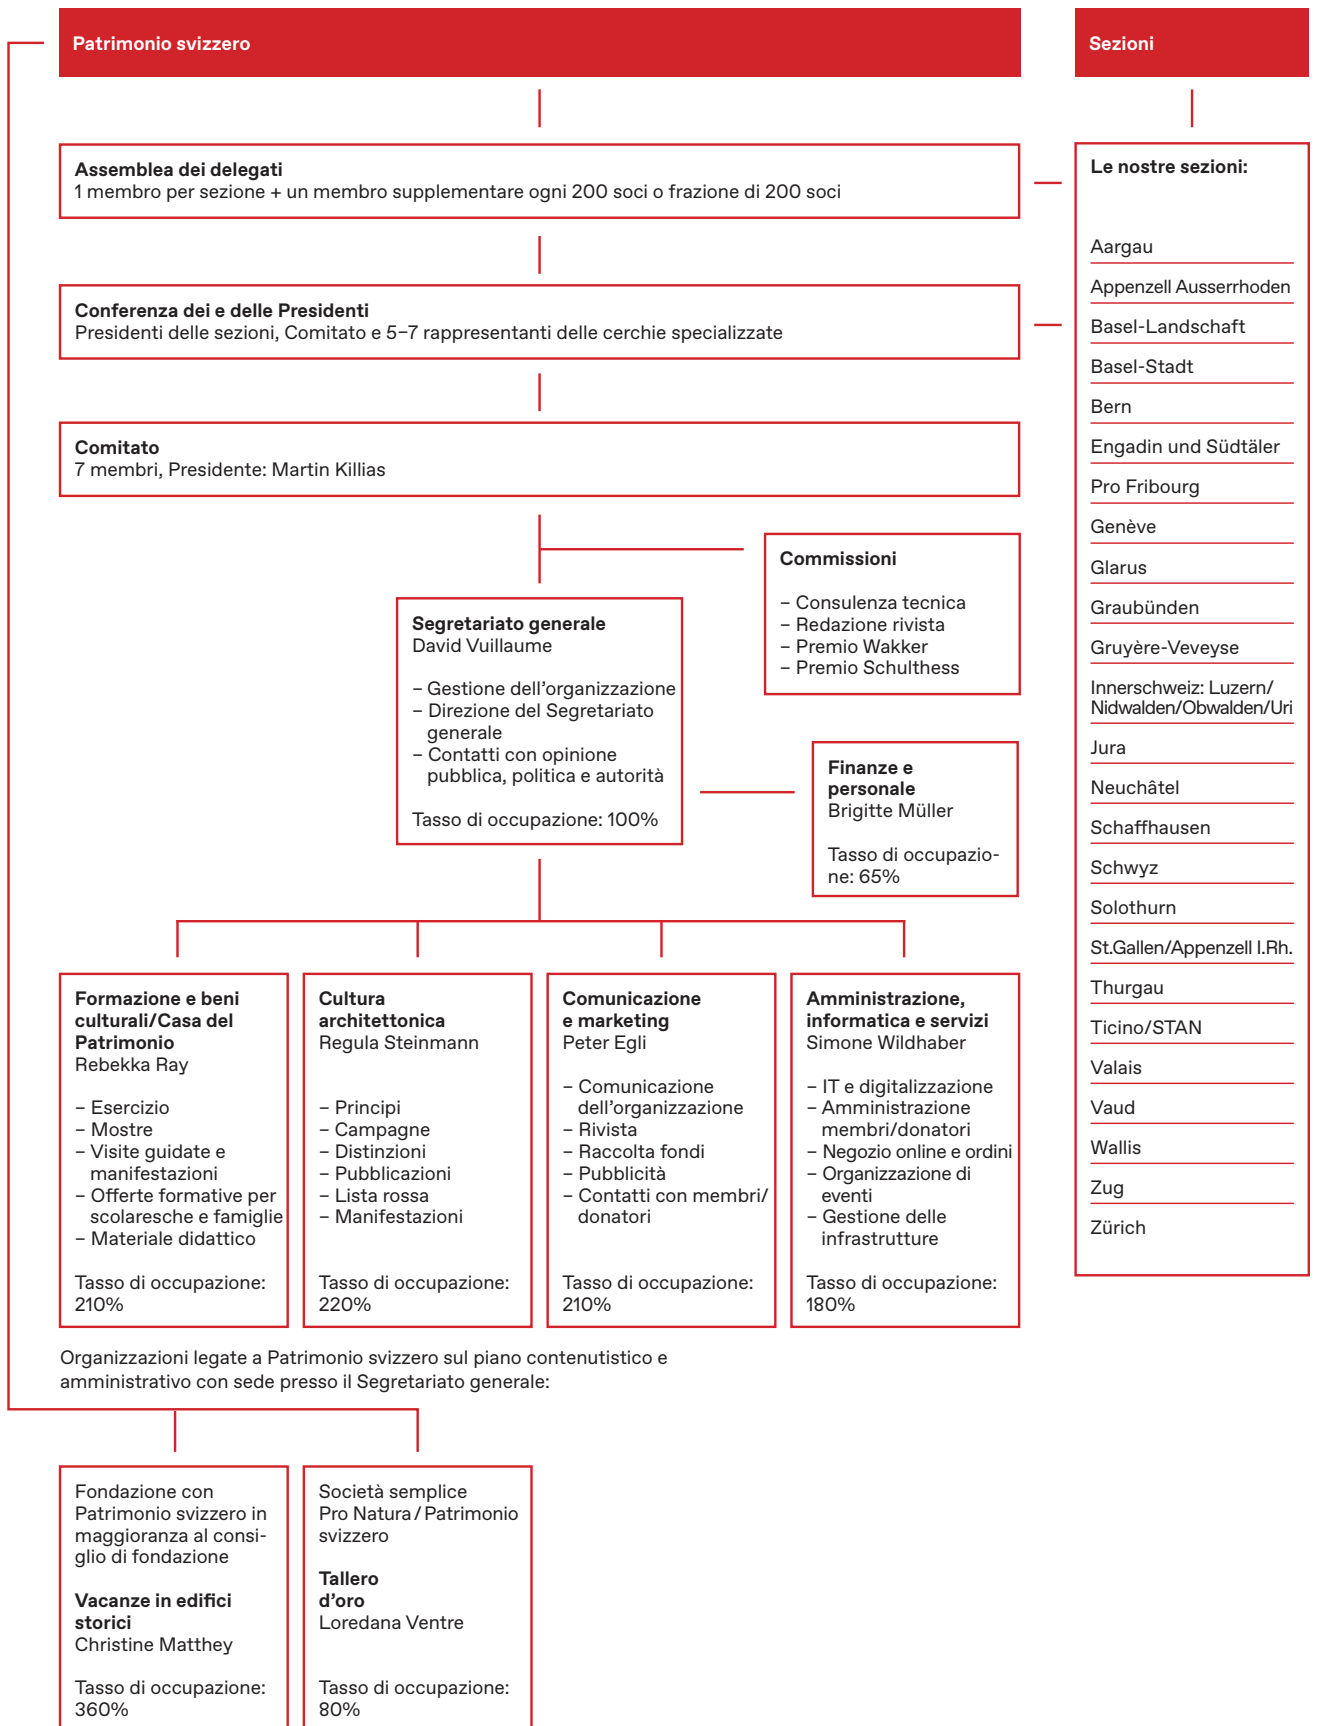 Patrimonio svizzero
Assemblea dei delegati
1 membro per sezione + un membro supplementare ogni 200 soci o frazione di 200 soci
Conferenza dei e delle Presidenti
Presidenti delle sezioni, Comitato e 5–7 rappresentanti delle cerchie specializzate
Comitato
7 membri, Presidente: Martin Killias
Commissioni
– Consulenza tecnica
– Redazione rivista
– Premio Wakker
– Premio Schulthess
Segretariato generale
David Vuillaume
– Gestione dell’organizzazione
– Direzione del Segretariato
generale
– Contatti con opinione
pubblica, politica e autorità
Tasso di occupazione: 100%
Finanze e
personale
Brigitte Müller
Tasso di occupazio-
ne: 65%
Formazione e beni
culturali/Casa del
Patrimonio
Rebekka Ray
– Esercizio
– Mostre
– Visite guidate e
manifestazioni
– Offerte formative per
scolaresche e famiglie
– Materiale didattico
Tasso di occupazione:
210%
Cultura
architettonica
Regula Steinmann
– Principi
– Campagne
– Distinzioni
– Pubblicazioni
– Lista rossa
– Manifestazioni
Tasso di occupazione:
220%
Comunicazione
e marketing
Peter Egli
– Comunicazione
dell’organizzazione
– Rivista
– Raccolta fondi
– Pubblicità
– Contatti con membri/
donatori
Tasso di occupazione:
210%
Amministrazione,
informatica e servizi
Simone Wildhaber
– IT e digitalizzazione
– Amministrazione
membri/donatori
– Negozio online e ordini
– Organizzazione di
eventi
– Gestione delle
infrastrutture
Tasso di occupazione:
180%
Organizzazioni legate a Patrimonio svizzero sul piano contenutistico e
amministrativo con sede presso il Segretariato generale:
Fondazione con
Patrimonio svizzero in
maggioranza al consi-
glio di fondazione
Vacanze in edifici
storici
Christine Matthey
Tasso di occupazione:
360%
Società semplice
Pro Natura / Patrimonio
svizzero
Tallero
d’oro
Loredana Ventre
Tasso di occupazione:
80%
Sezioni
Le nostre sezioni:
Aargau
Appenzell Ausserrhoden
Basel-Landschaft
Basel-Stadt
Bern
Engadin und Südtäler
Pro Fribourg
Genève
Glarus
Graubünden
Gruyère-Veveyse
Innerschweiz: Luzern/
Nidwalden/Obwalden/Uri
Jura
Neuchâtel
Schaffhausen
Schwyz
Solothurn
St.Gallen/Appenzell I.Rh.
Thurgau
Ticino/STAN
Valais
Vaud
Wallis
Zug
Zürich